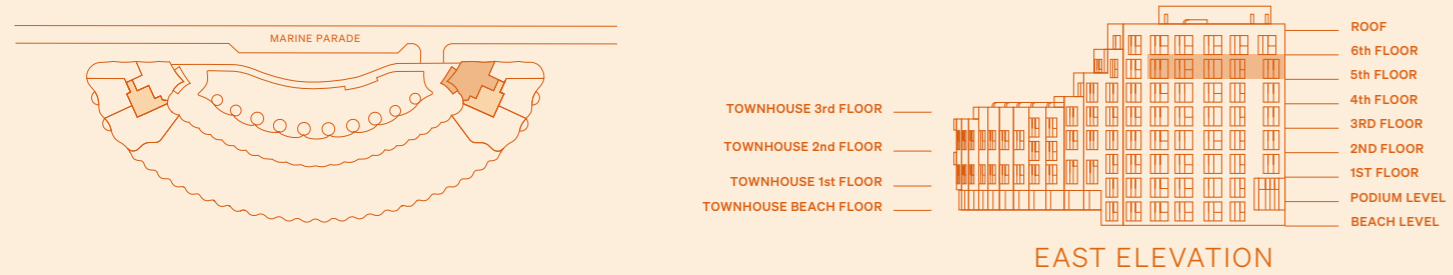 MARINE PARADE
TOWNHOUSE 3rd FLOOR
TOWNHOUSE 2nd FLOOR
TOWNHOUSE 1st FLOOR
TOWNHOUSE BEACH FLOOR
ROOF
6th FLOOR
5th FLOOR
4th FLOOR
3RD FLOOR
2ND FLOOR
1ST FLOOR
PODIUM LEVEL
BEACH LEVEL
EAST ELEVATION